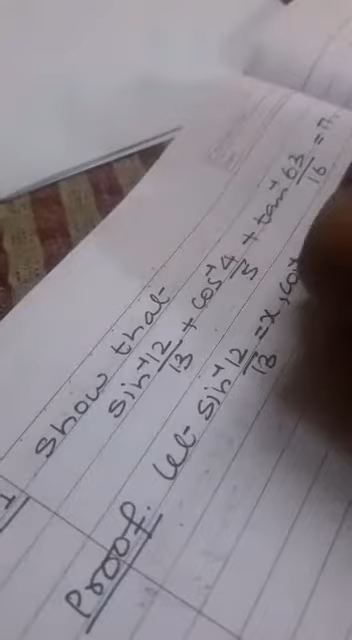 1
Show that
sin⁻¹ 12/13 + cos⁻¹ 4/5 + tan⁻¹ 63/16 = π
Proof. Let sin⁻¹ 12/13 = x, cos